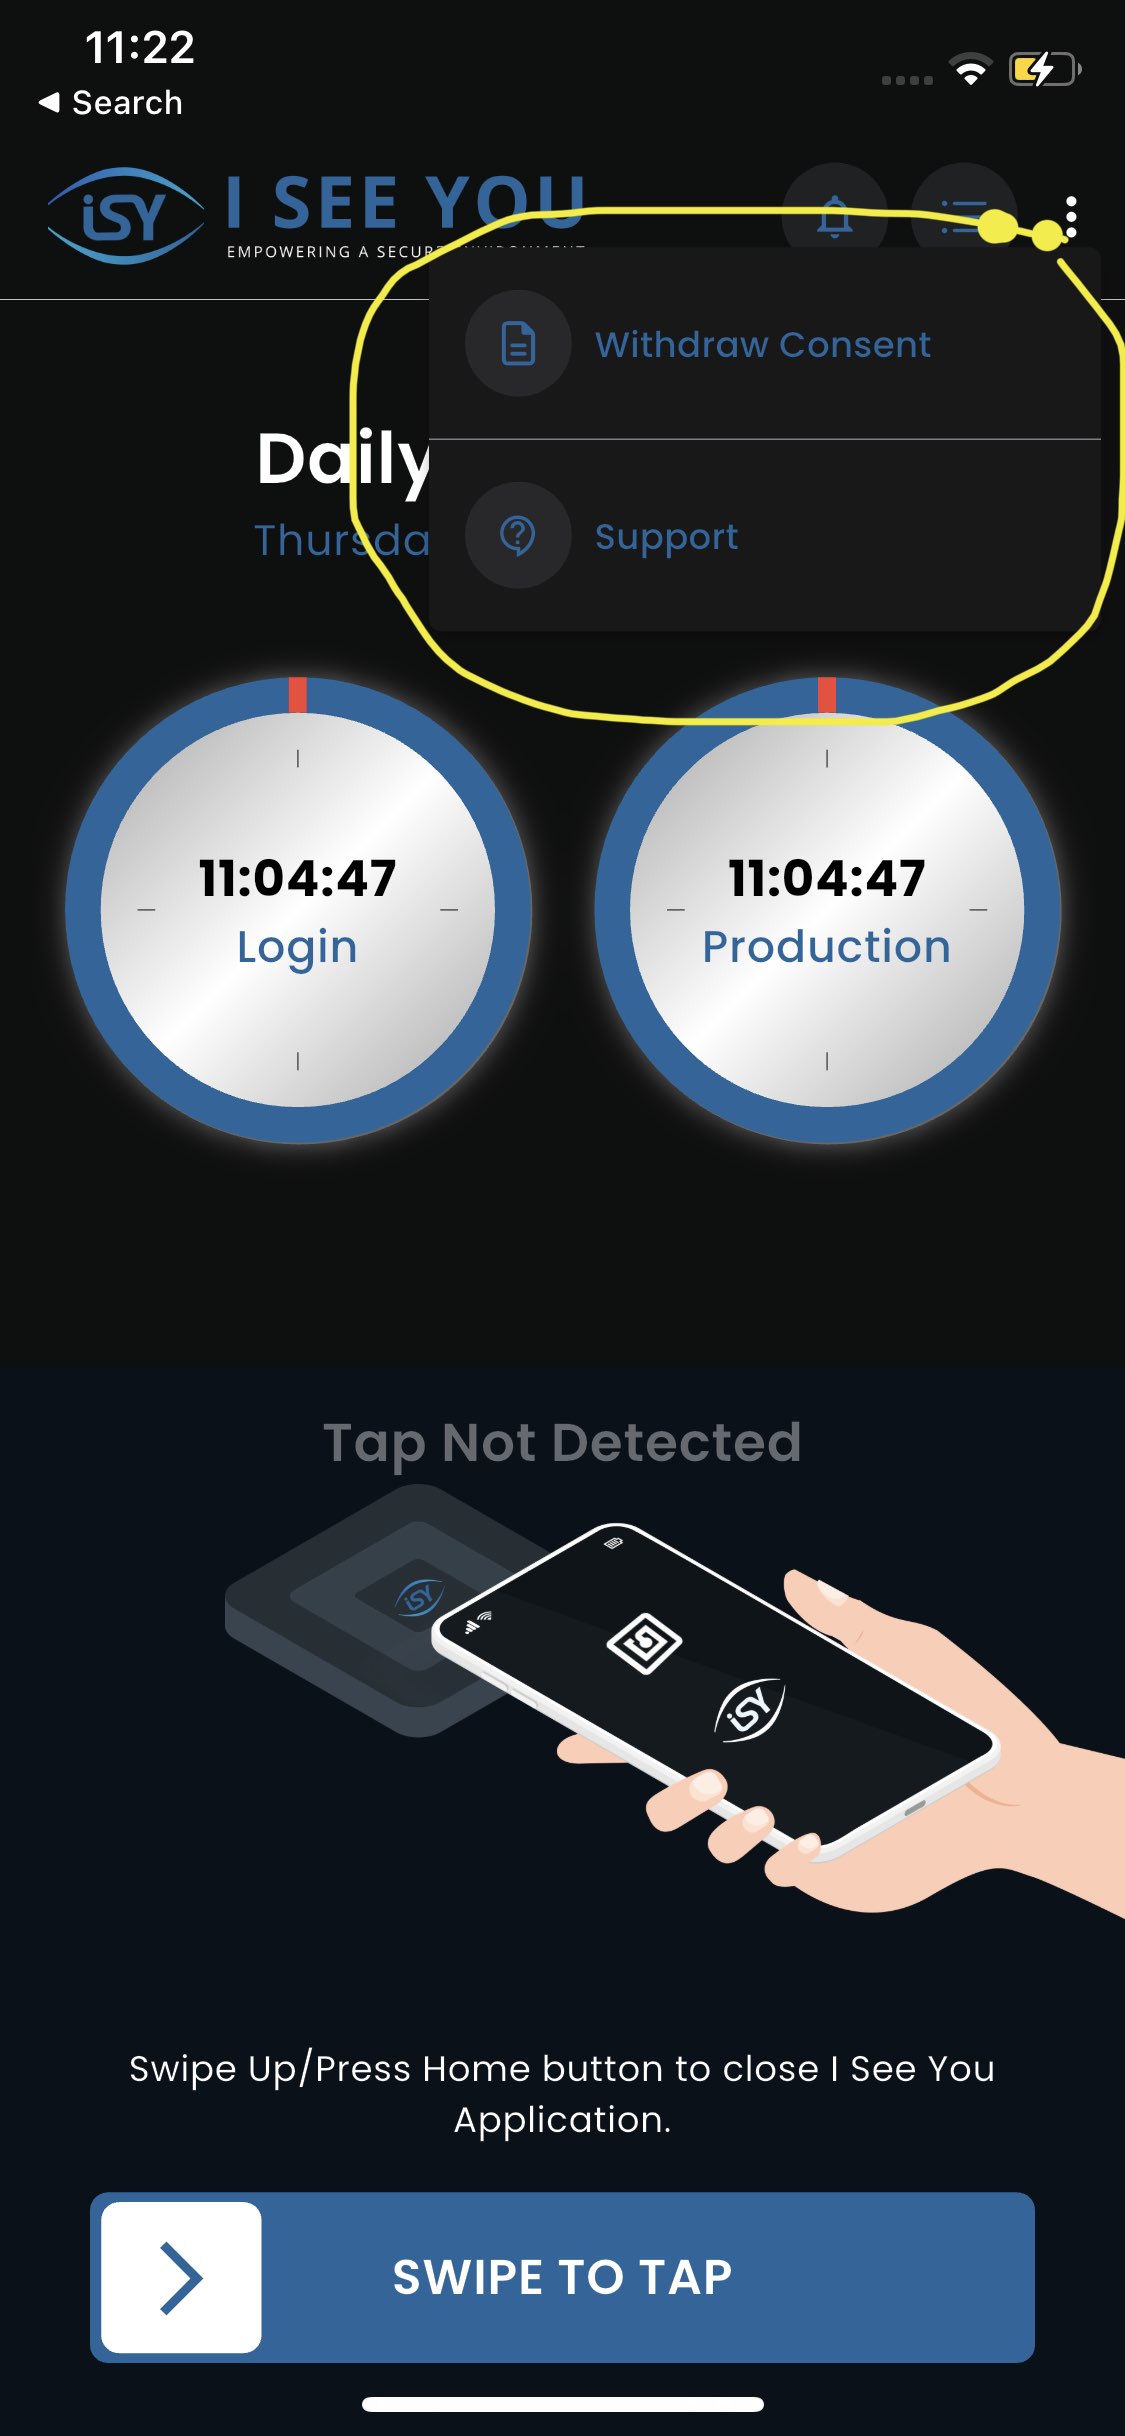 11:22
Search
iSY
I SEE YOU
EMPOWERING A SECURE ENVIRONMENT
Withdraw Consent
Daily
Thursda
Support
11:04:47
Login
11:04:47
Production
Tap Not Detected
iSY
iSY
Swipe Up/Press Home button to close I See You
Application.
SWIPE TO TAP